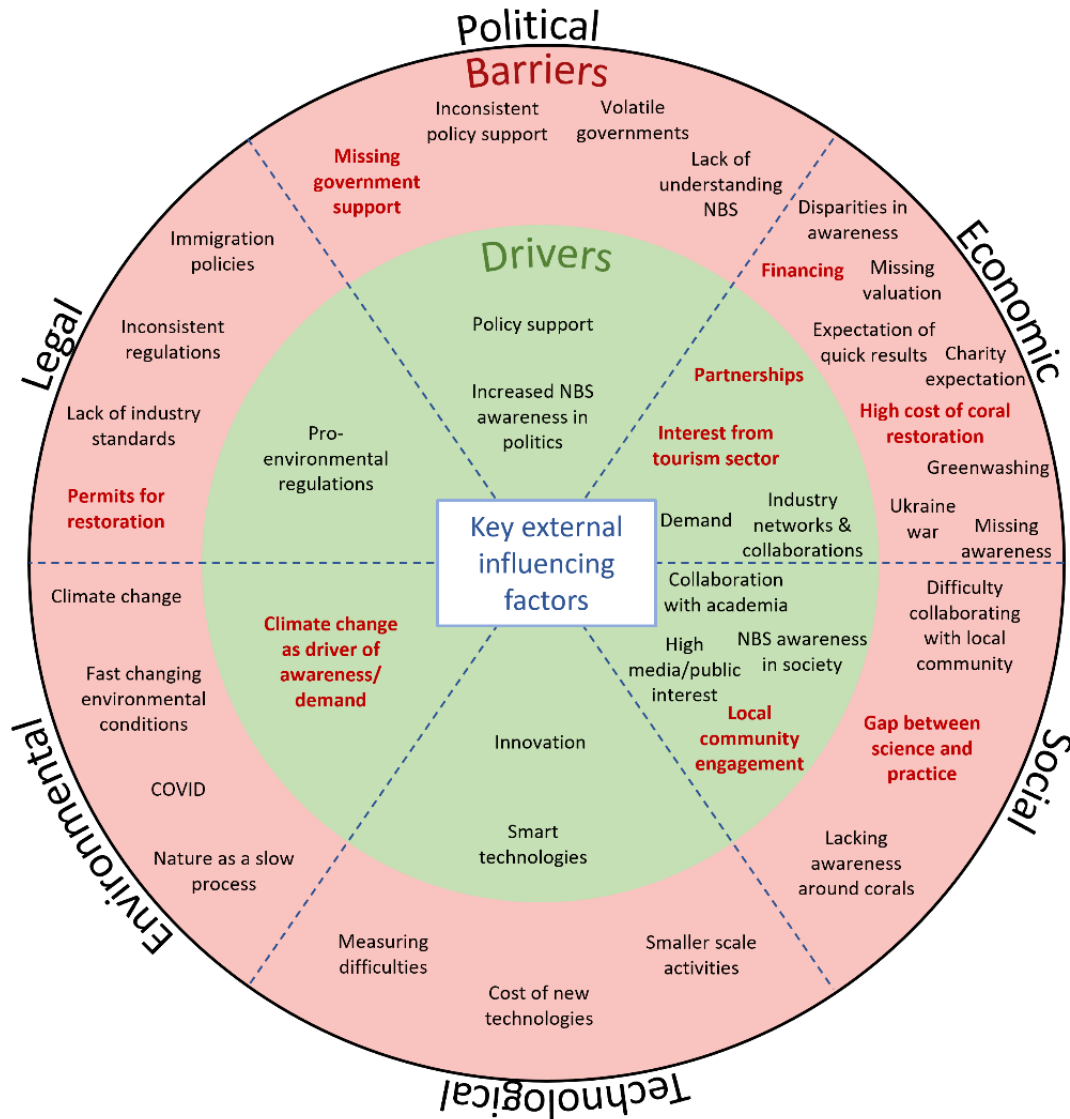 Political
Barriers
Inconsistent
policy support
Volatile
governments
Missing
government
support
Lack of
understanding
NBS
Economic
Disparities in
awareness
Financing
Missing
valuation
Expectation of
quick results
Charity
expectation
High cost of coral
restoration
Greenwashing
Ukraine
war
Missing
awareness
Legal
Immigration
policies
Inconsistent
regulations
Lack of industry
standards
Permits for
restoration
Drivers
Policy support
Increased NBS
awareness in
politics
Partnerships
Interest from
tourism sector
Demand
Industry
networks &
collaborations
Pro-
environmental
regulations
Key external
influencing
factors
Climate change
Fast changing
environmental
conditions
COVID
Nature as a slow
process
Environmental
Climate change
as driver of
awareness/
demand
Collaboration
with academia
High
media/public
interest
NBS awareness
in society
Local
community
engagement
Difficulty
collaborating
with local
community
Gap between
science and
practice
Lacking
awareness
around corals
Social
Innovation
Smart
technologies
Measuring
difficulties
Cost of new
technologies
Smaller scale
activities
Technological